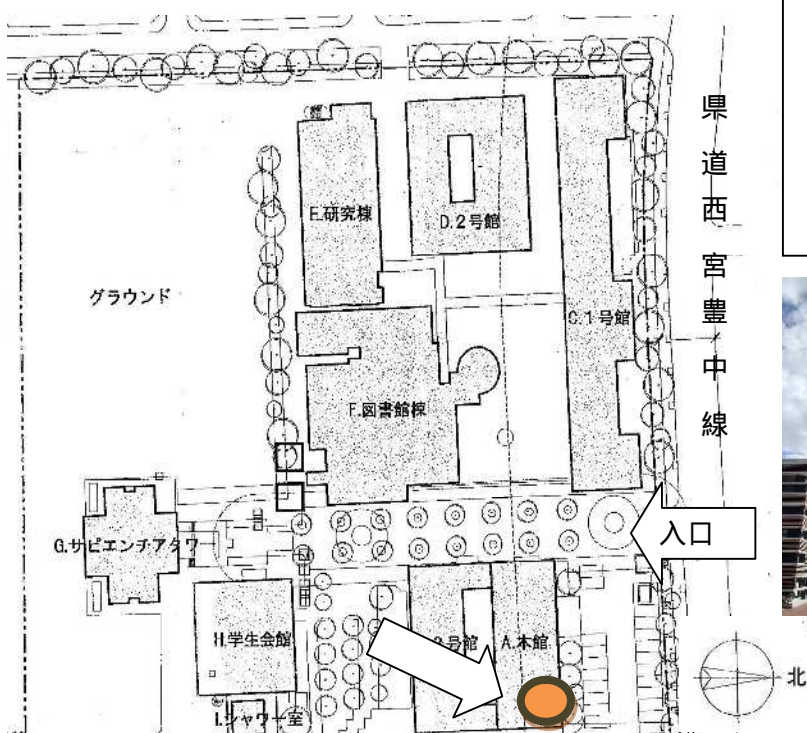 県道西宮豊中線
E.研究棟
D.2号館
グラウンド
C.1号館
F.図書館棟
入口
G.サピエンチアタワー
H.学生会館
号館
A.本館
北
I.シャワー室